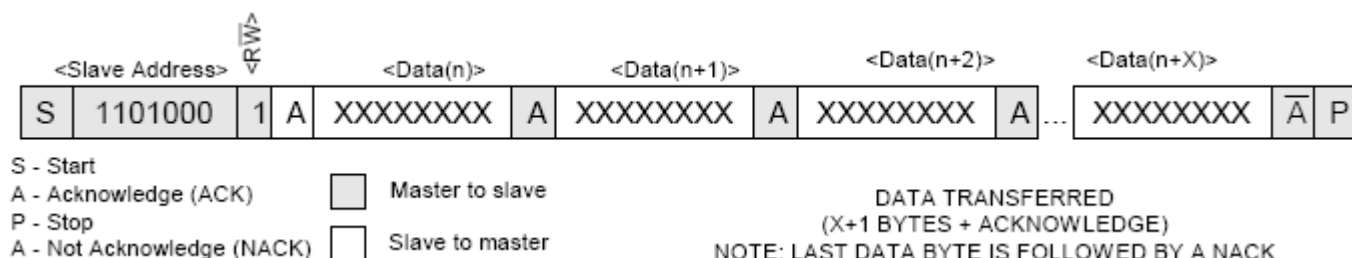 <RW̅>
<Slave Address> <Data(n)> <Data(n+1)> <Data(n+2)> <Data(n+X)>
S 1101000 1 A XXXXXXXX A XXXXXXXX A XXXXXXXX A ... XXXXXXXX A̅ P
S - Start
A - Acknowledge (ACK)
P - Stop
A - Not Acknowledge (NACK)
Master to slave
Slave to master
DATA TRANSFERRED
(X+1 BYTES + ACKNOWLEDGE)
NOTE: LAST DATA BYTE IS FOLLOWED BY A NACK